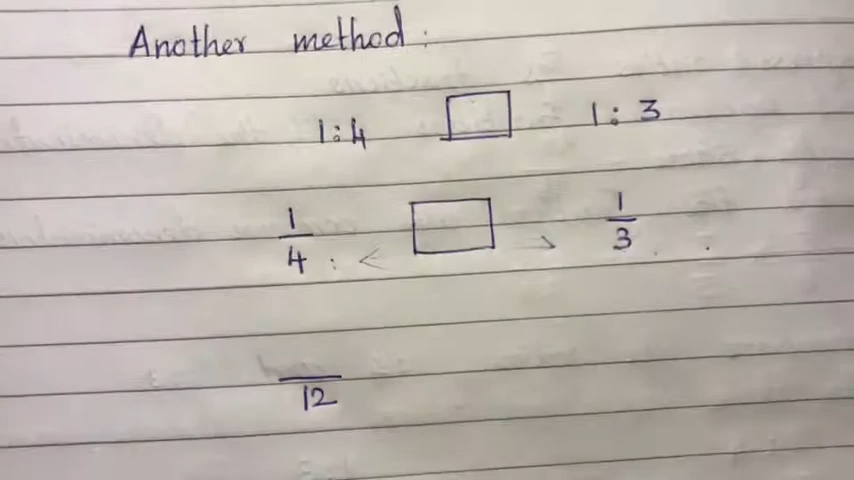 Another method:
1:4 □ 1:3
1/4 □ 1/3
/12